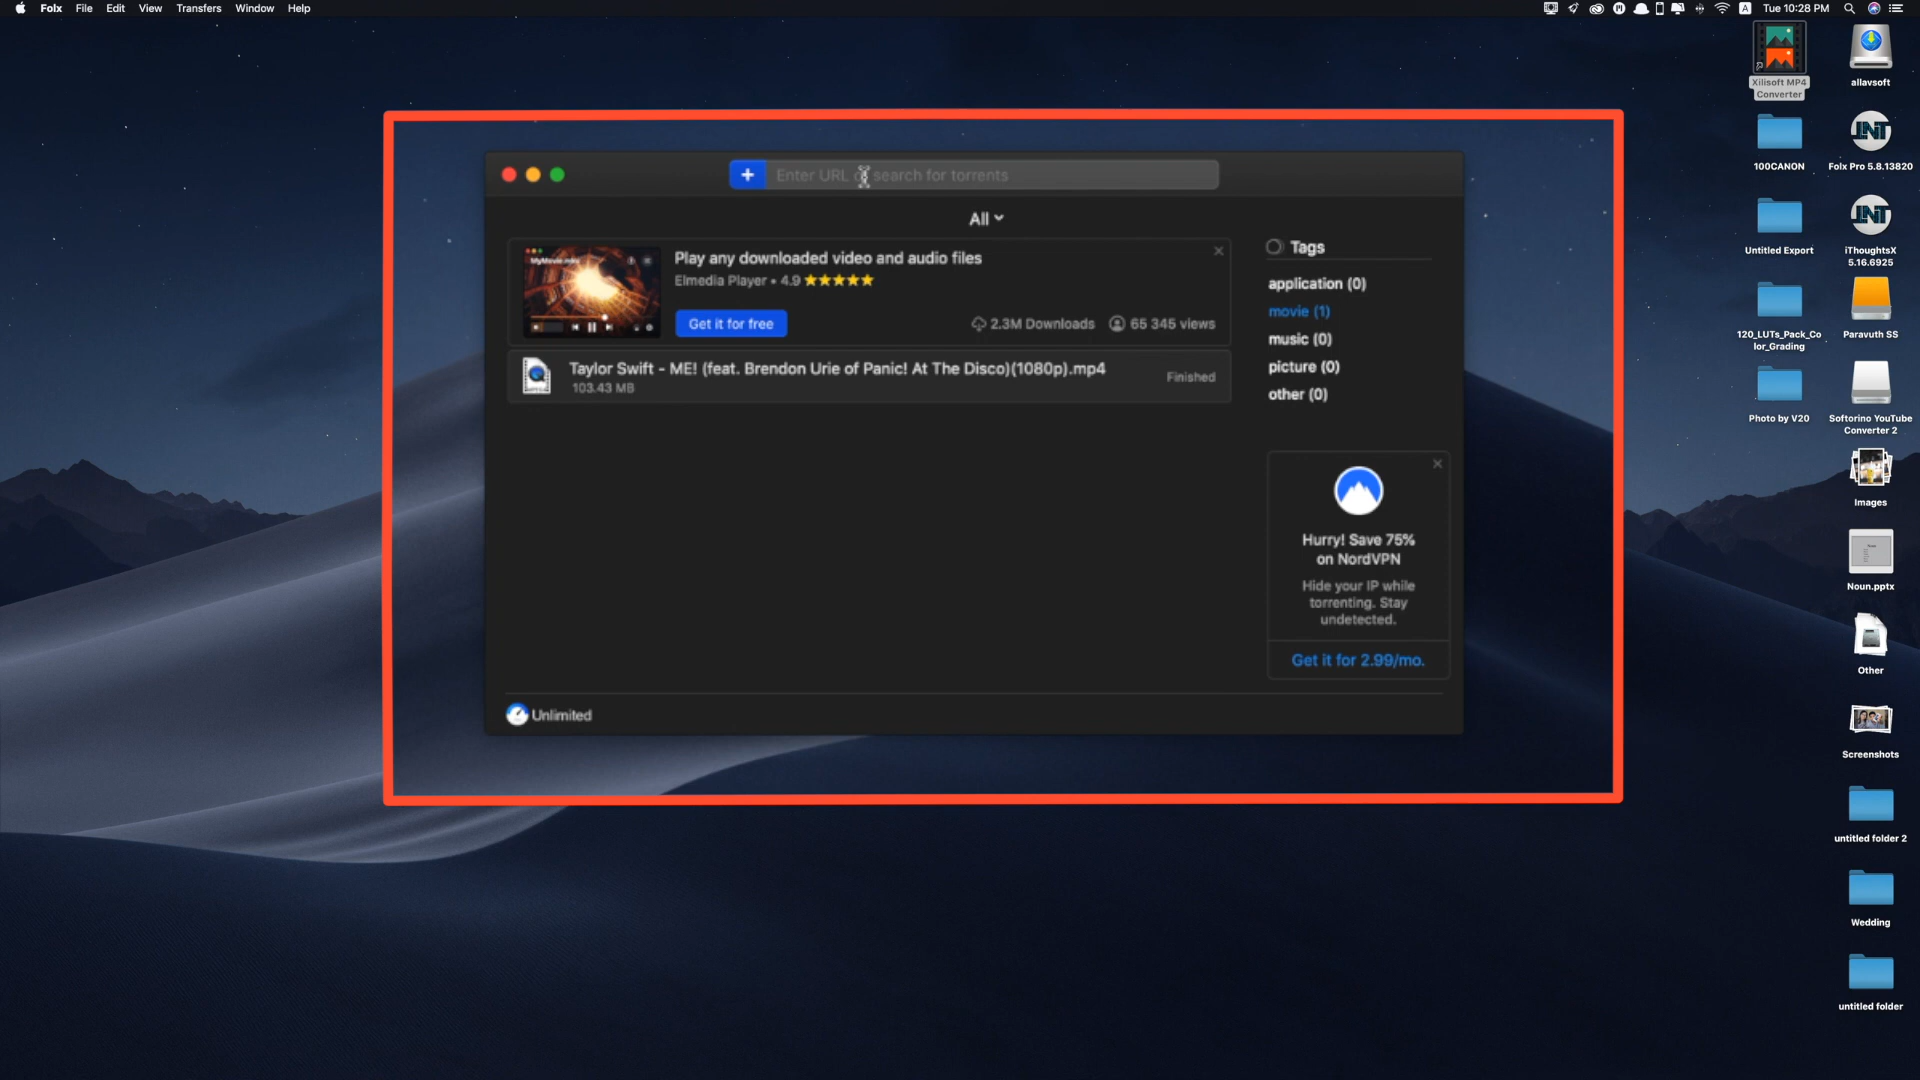 Folx File Edit View Transfers Window Help
Tue 10:28 PM
Enter URL or search for torrents
All
Play any downloaded video and audio files
Elmedia Player • 4.9 ★★★★★
Get it for free
2.3M Downloads
65 345 views
Taylor Swift - ME! (feat. Brendon Urie of Panic! At The Disco)(1080p).mp4
103.43 MB
Finished
Tags
application (0)
movie (1)
music (0)
picture (0)
other (0)
Hurry! Save 75%
on NordVPN
Hide your IP while
torrenting. Stay
undetected.
Get it for 2.99/mo.
Unlimited
Xilisoft MP4
Converter
100CANON
Untitled Export
120_LUTs_Pack_Co
lor_Grading
Photo by V20
allavsoft
Folx Pro 5.8.13820
iThoughtsX
5.16.6925
Paravuth SS
Softorino YouTube
Converter 2
Images
Noun.pptx
Other
Screenshots
untitled folder 2
Wedding
untitled folder